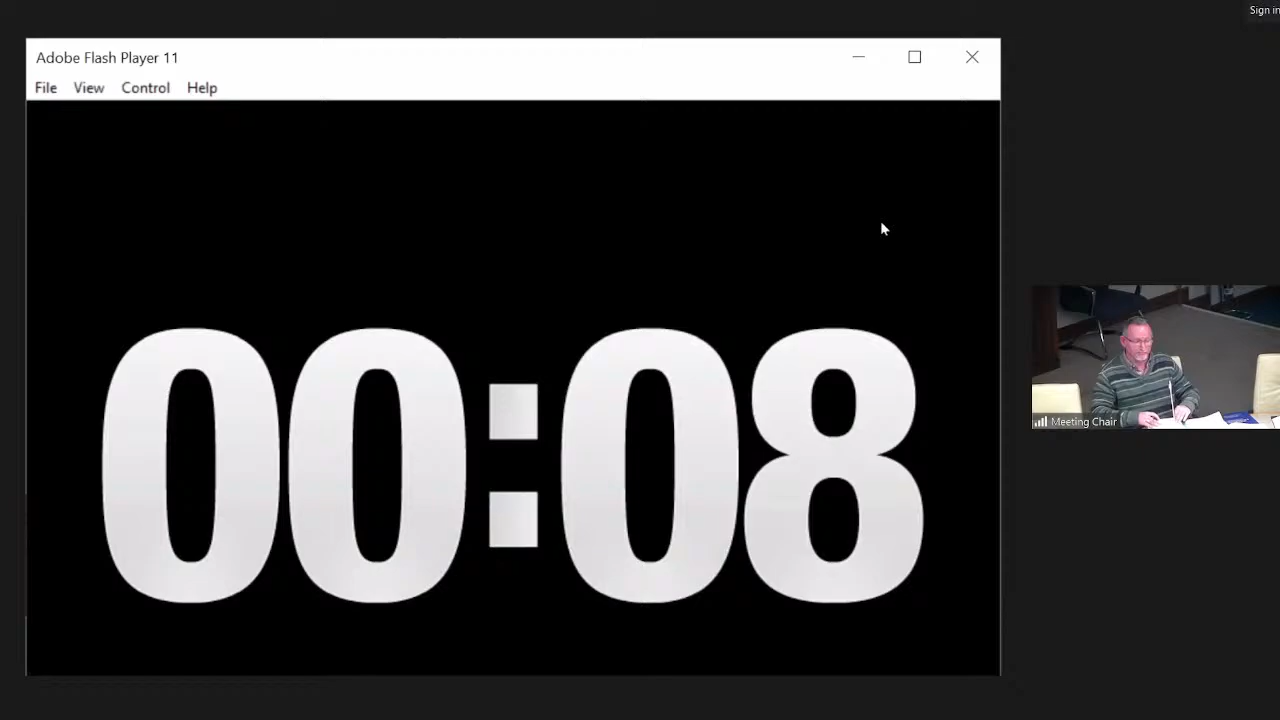 Sign in
Adobe Flash Player 11
File View Control Help
00:08
Meeting Chair